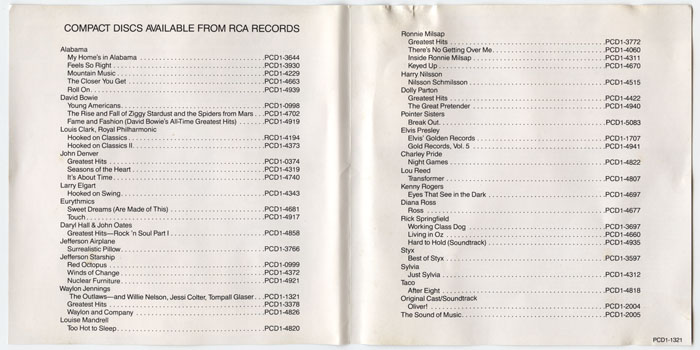 COMPACT DISCS AVAILABLE FROM RCA RECORDS
Alabama
My Home's in Alabama ........ PCD1-3644
Feels So Right ........ PCD1-3930
Mountain Music ........ PCD1-4229
The Closer You Get ........ PCD1-4663
Roll On ........ PCD1-4939
David Bowie
Young Americans ........ PCD1-0998
The Rise and Fall of Ziggy Stardust and the Spiders from Mars ... PCD1-4702
Fame and Fashion (David Bowie's All-Time Greatest Hits) ........ PCD1-4919
Louis Clark, Royal Philharmonic
Hooked on Classics ........ PCD1-4194
Hooked on Classics II ........ PCD1-4373
John Denver
Greatest Hits ........ PCD1-0374
Seasons of the Heart ........ PCD1-4319
It's About Time ........ PCD1-4740
Larry Elgart
Hooked on Swing ........ PCD1-4343
Eurythmics
Sweet Dreams (Are Made of This) ........ PCD1-4681
Touch ........ PCD1-4917
Daryl Hall & John Oates
Greatest Hits—Rock 'n Soul Part I ........ PCD1-4858
Jefferson Airplane
Surrealistic Pillow ........ PCD1-3766
Jefferson Starship
Red Octopus ........ PCD1-0999
Winds of Change ........ PCD1-4372
Nuclear Furniture ........ PCD1-4921
Waylon Jennings
The Outlaws—and Willie Nelson, Jessi Colter, Tompall Glaser ... PCD1-1321
Greatest Hits ........ PCD1-3378
Waylon and Company ........ PCD1-4826
Louise Mandrell
Too Hot to Sleep ........ PCD1-4820
Ronnie Milsap
Greatest Hits ........ PCD1-3772
There's No Getting Over Me ........ PCD1-4060
Inside Ronnie Milsap ........ PCD1-4311
Keyed Up ........ PCD1-4670
Harry Nilsson
Nilsson Schmilsson ........ PCD1-4515
Dolly Parton
Greatest Hits ........ PCD1-4422
The Great Pretender ........ PCD1-4940
Pointer Sisters
Break Out ........ PCD1-5083
Elvis Presley
Elvis' Golden Records ........ PCD1-1707
Gold Records, Vol. 5 ........ PCD1-4941
Charley Pride
Night Games ........ PCD1-4822
Lou Reed
Transformer ........ PCD1-4807
Kenny Rogers
Eyes That See in the Dark ........ PCD1-4697
Diana Ross
Ross ........ PCD1-4677
Rick Springfield
Working Class Dog ........ PCD1-3697
Living in Oz ........ PCD1-4660
Hard to Hold (Soundtrack) ........ PCD1-4935
Styx
Best of Styx ........ PCD1-3597
Sylvia
Just Sylvia ........ PCD1-4312
Taco
After Eight ........ PCD1-4818
Original Cast/Soundtrack
Oliver! ........ PCD1-2004
The Sound of Music ........ PCD1-2005
PCD1-1321